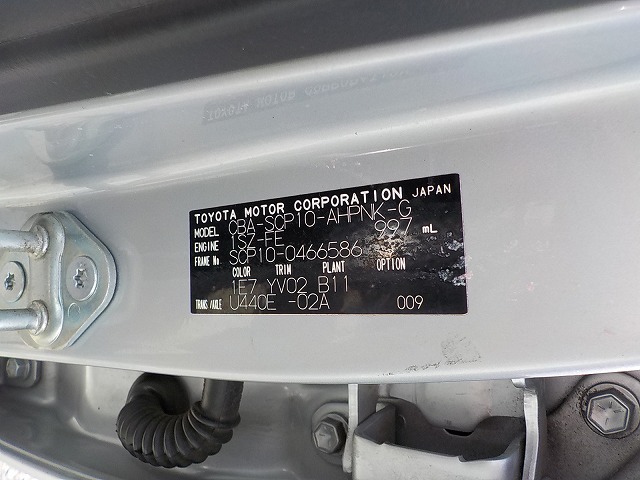 TOYOTA MOTOR CORPORATION JAPAN
MODEL CBA-SCP10-AHPNK-G
ENGINE 1SZ-FE 997 mL
FRAME No. SCP10-0466586
COLOR TRIM PLANT OPTION
1E7 YV02 B11
TRANS./AXLE U440E -02A 009